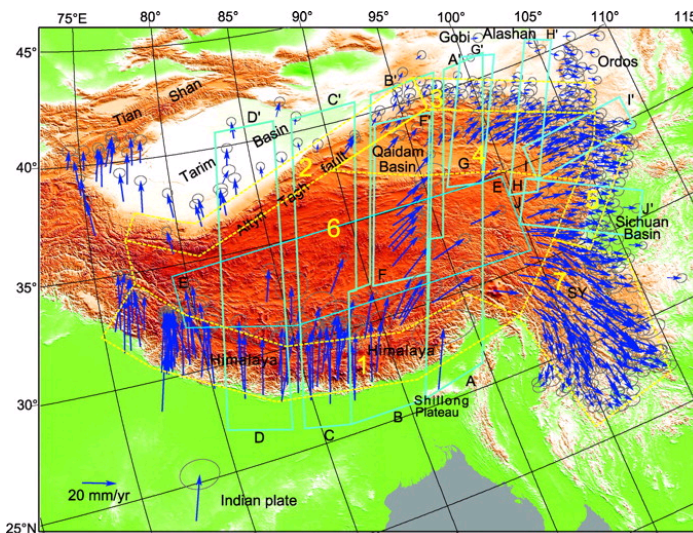 75°E
80°
85°
90°
95°
100°
105°
110°
115
45°N
40°N
35°N
30°N
25°N
Gobi
Alashan
H'
G'
A'
B'
C'
D'
Ordos
I'
Tian Shan
Tarim Basin
Altyn Tagh fault
2
3
F'
Qaidam
Basin
4
G
E'
H
I
J
J'
Sichuan
Basin
6
F
E
SY
Himalaya
Himalaya
Shillong
Plateau
A
B
C
D
20 mm/yr
Indian plate